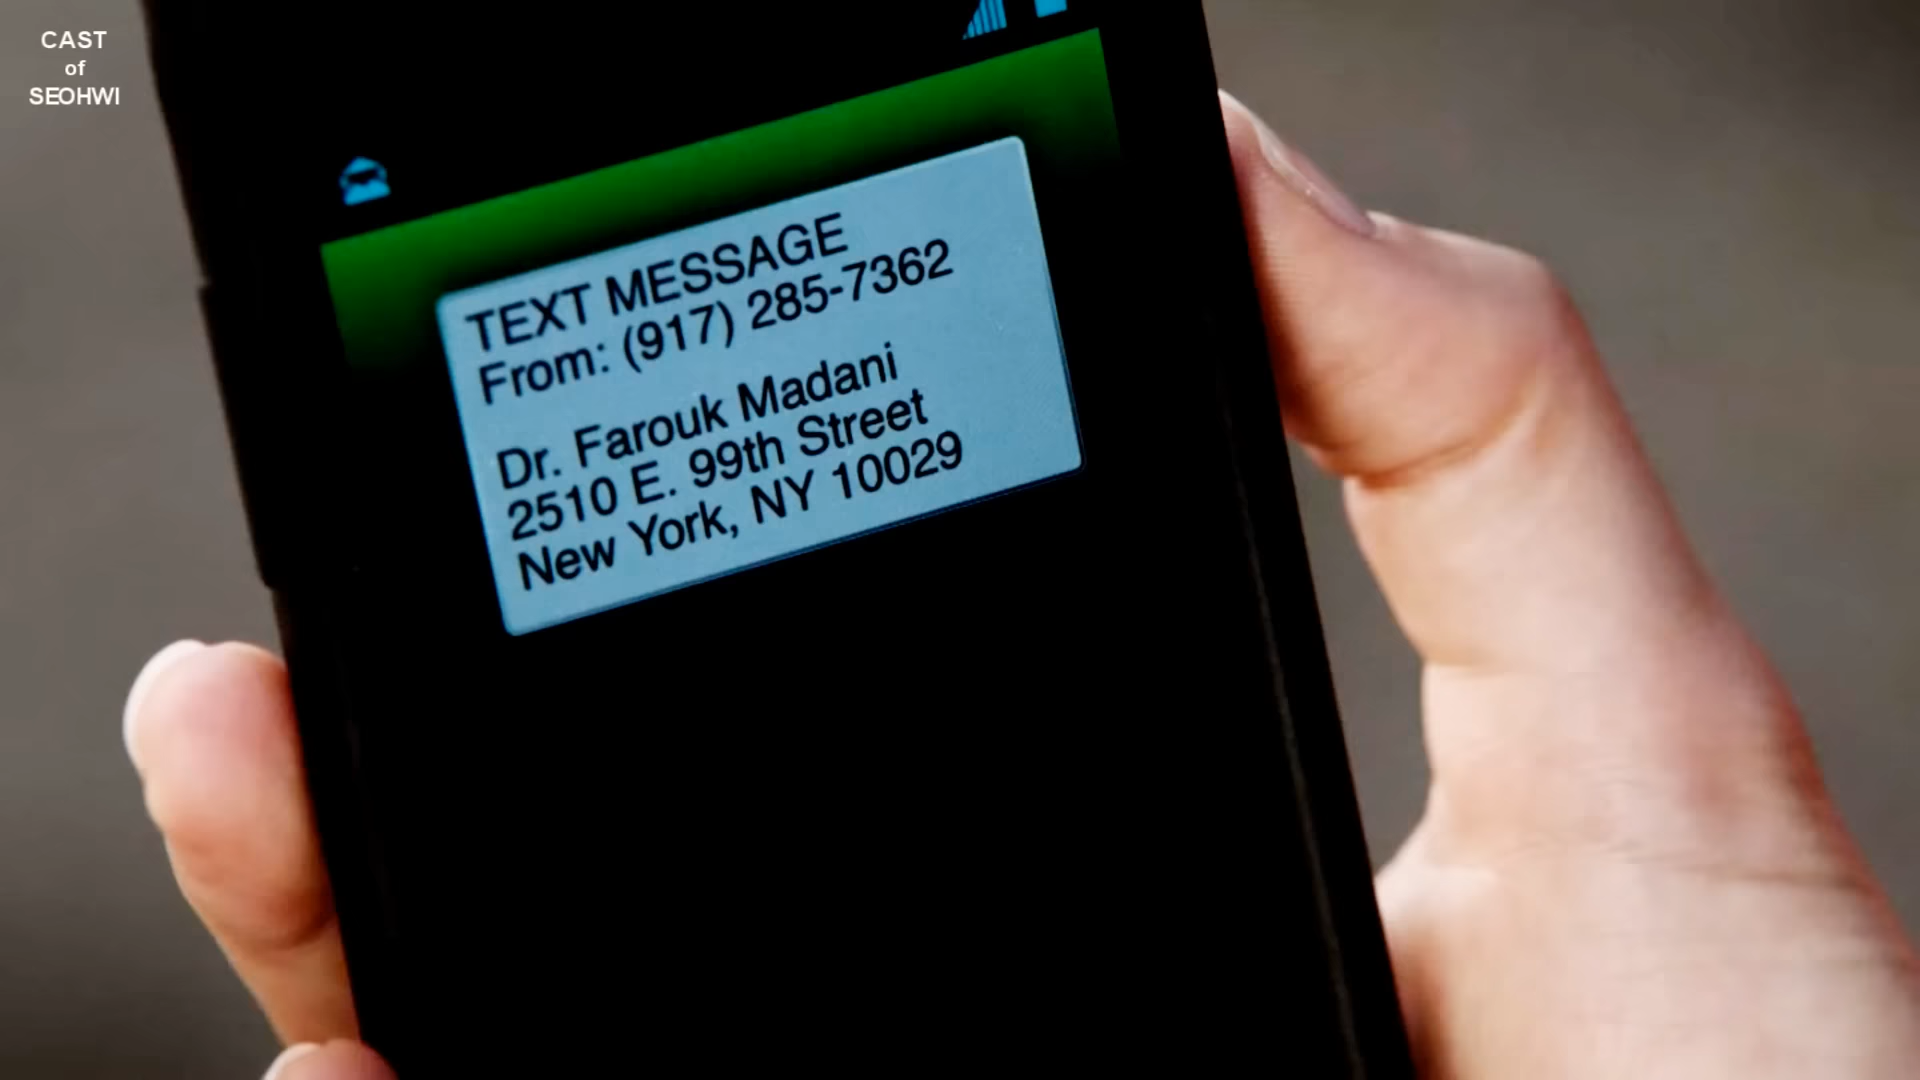 CAST
of
SEOHWI
TEXT MESSAGE
From: (917) 285-7362
Dr. Farouk Madani
2510 E. 99th Street
New York, NY 10029